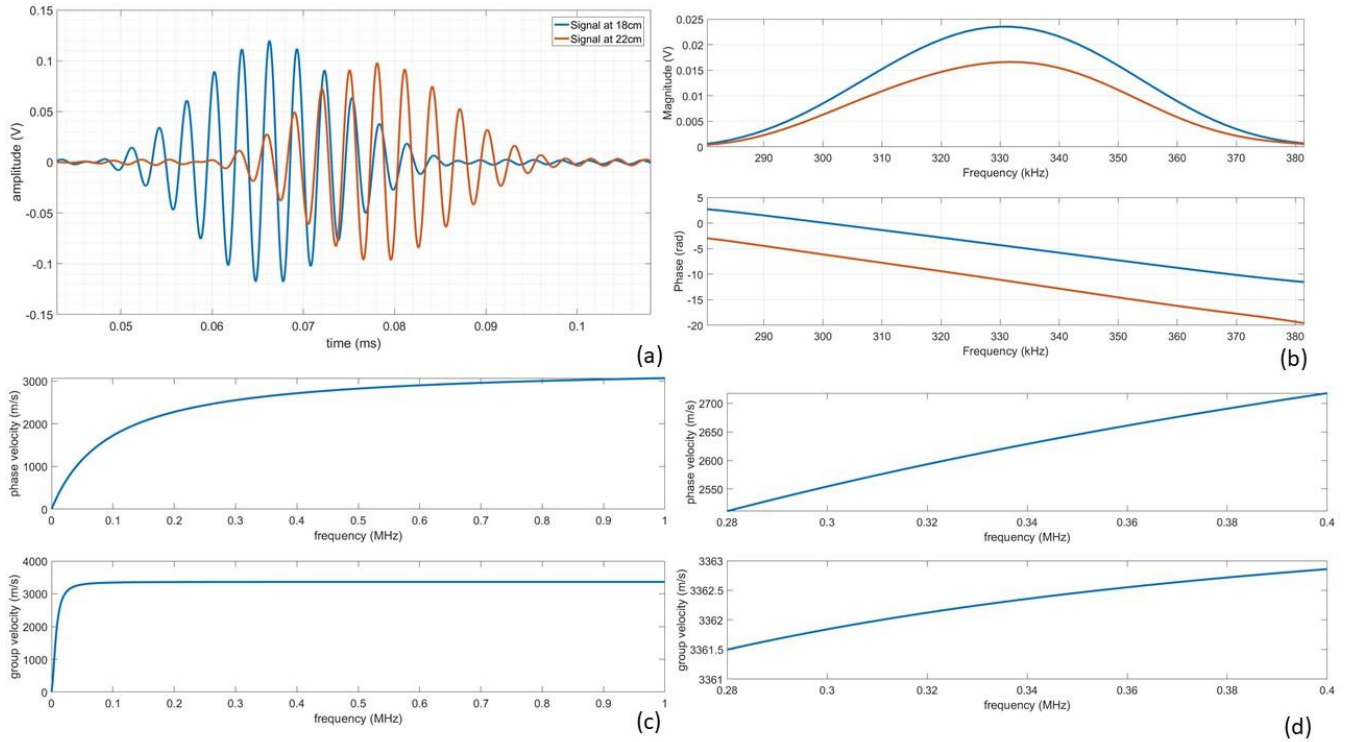 0.15
0.1
0.05
0
-0.05
-0.1
-0.15
amplitude (V)
Signal at 18cm
Signal at 22cm
0.05 0.06 0.07 0.08 0.09 0.1
time (ms)
(a)
0.025
0.02
0.015
0.01
0.005
0
Magnitude (V)
290 300 310 320 330 340 350 360 370 380
Frequency (kHz)
5
0
-5
-10
-15
-20
Phase (rad)
290 300 310 320 330 340 350 360 370 380
Frequency (kHz)
(b)
3000
2000
1000
0
phase velocity (m/s)
0 0.1 0.2 0.3 0.4 0.5 0.6 0.7 0.8 0.9 1
frequency (MHz)
4000
3000
2000
1000
0
group velocity (m/s)
0 0.1 0.2 0.3 0.4 0.5 0.6 0.7 0.8 0.9 1
frequency (MHz)
(c)
2700
2650
2600
2550
phase velocity (m/s)
0.28 0.3 0.32 0.34 0.36 0.38 0.4
frequency (MHz)
3363
3362.5
3362
3361.5
3361
group velocity (m/s)
0.28 0.3 0.32 0.34 0.36 0.38 0.4
frequency (MHz)
(d)